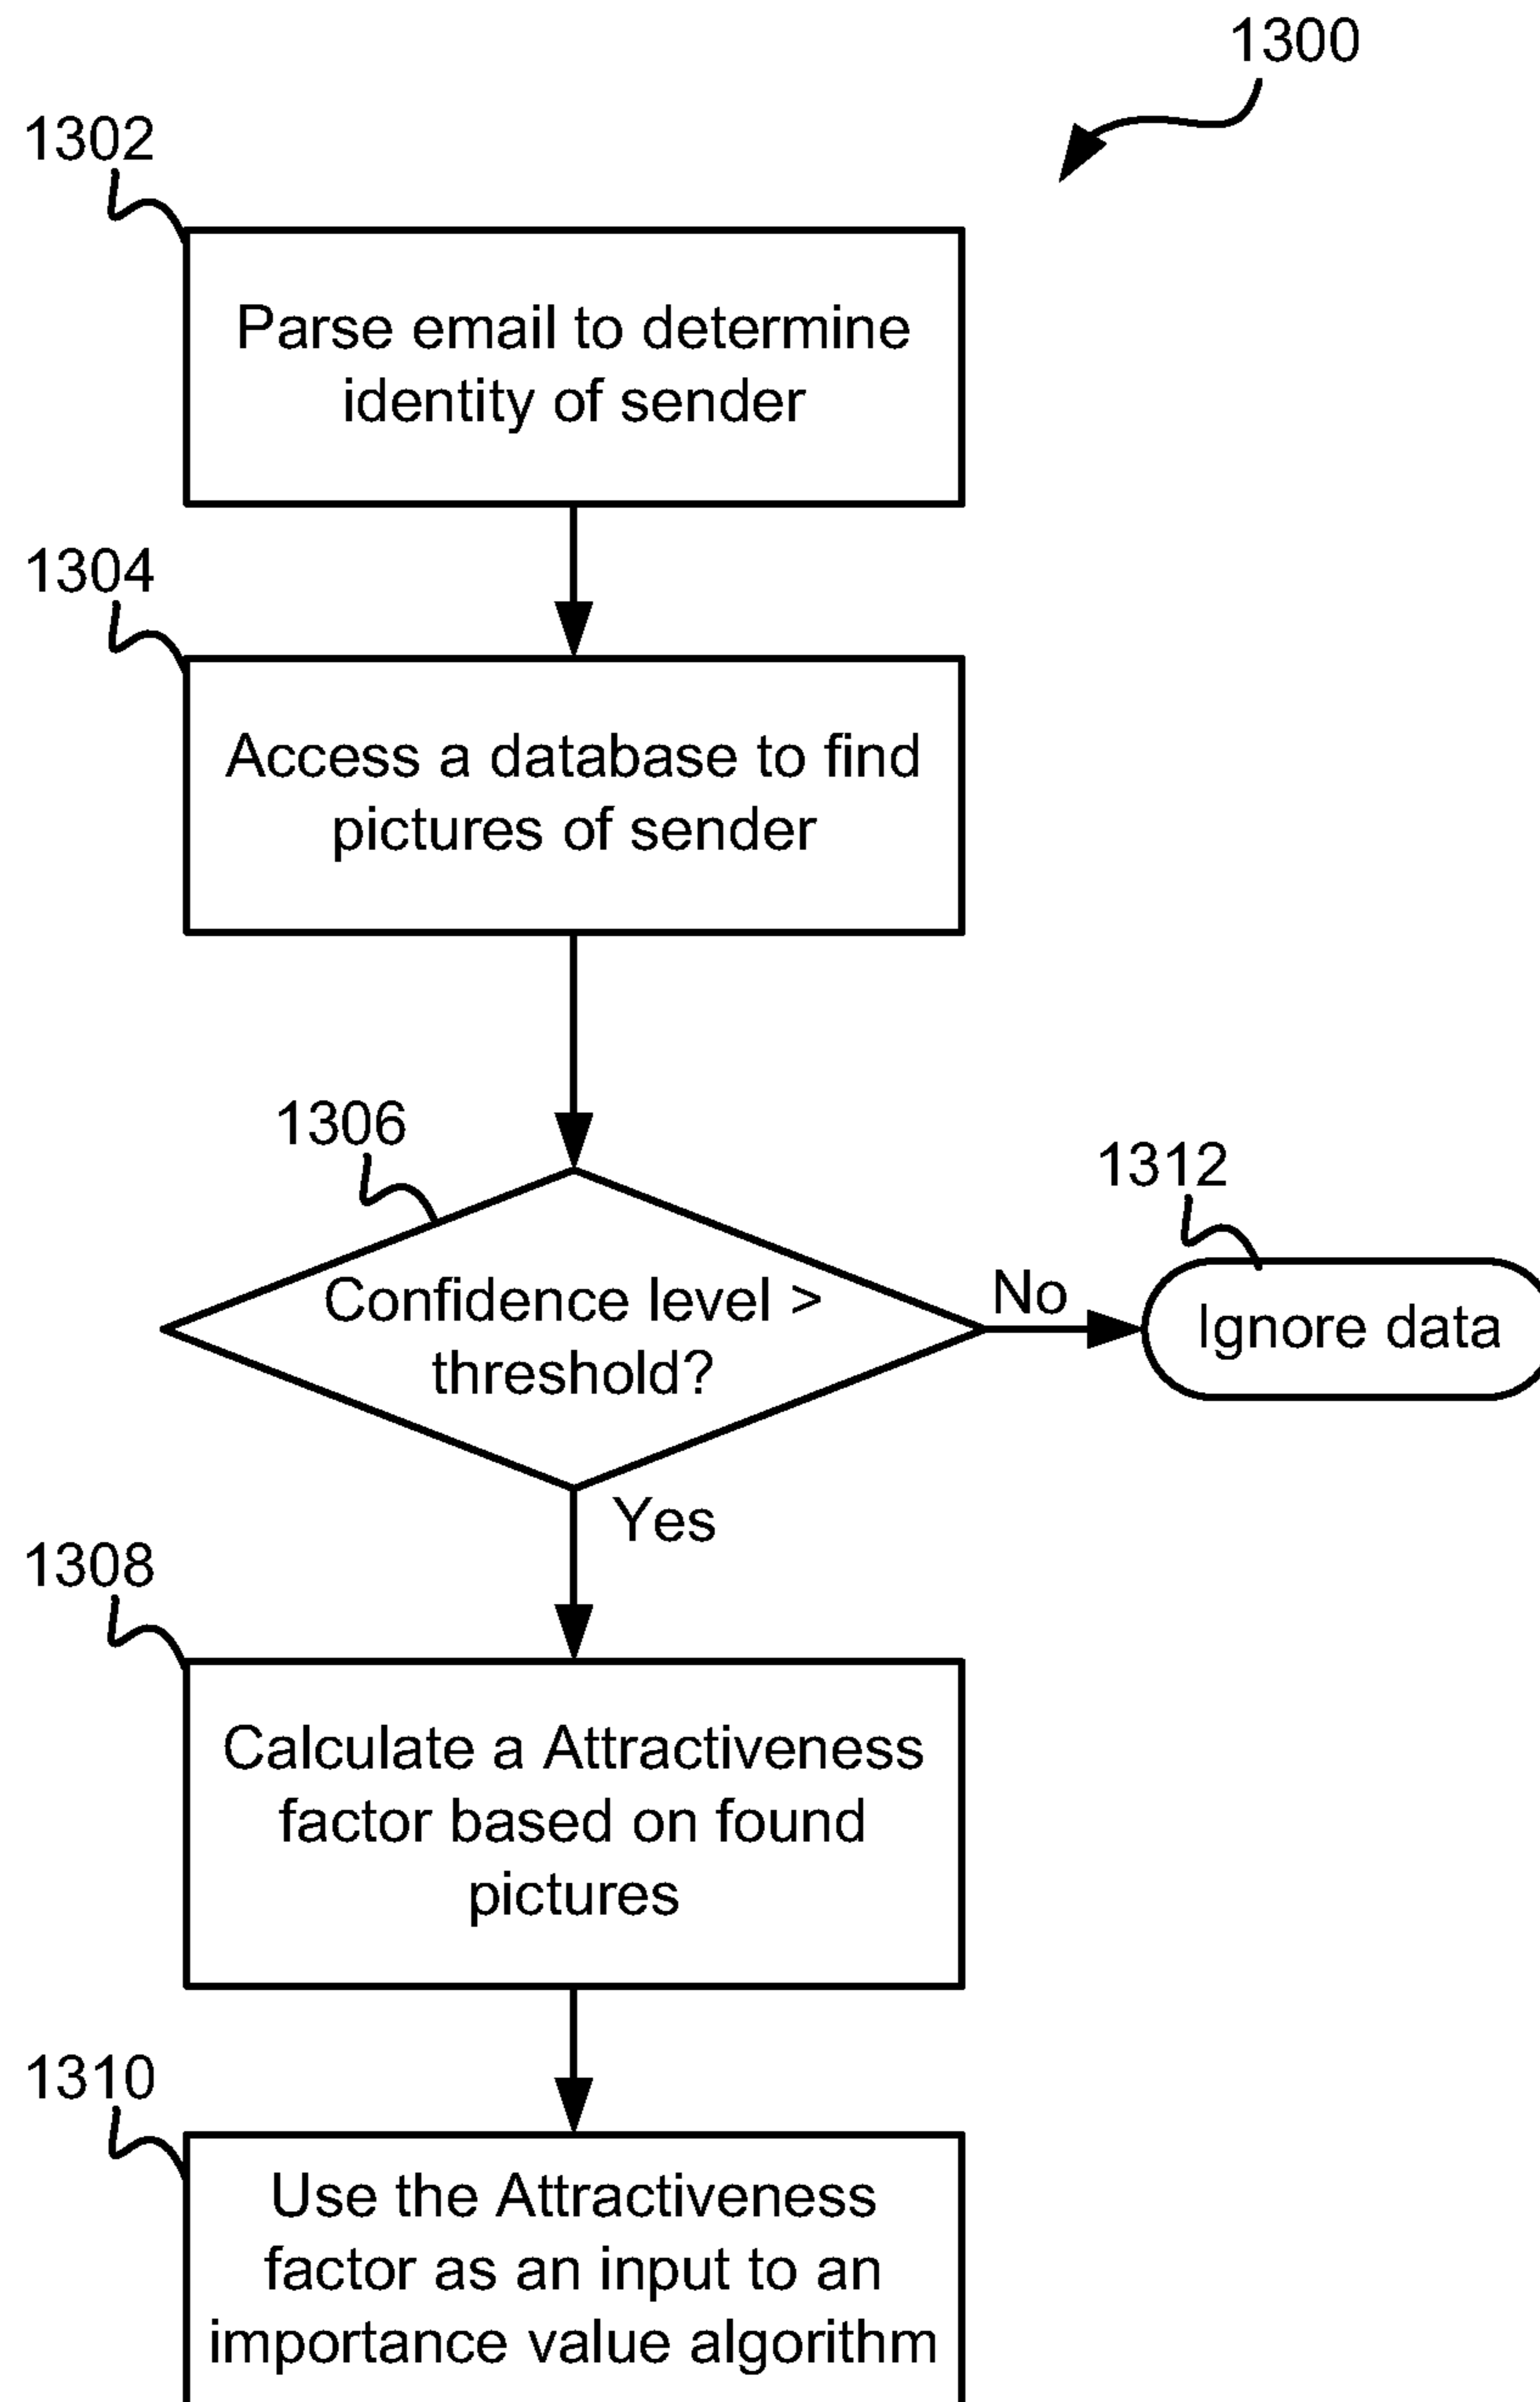 1300
1302
Parse email to determine
identity of sender
1304
Access a database to find
pictures of sender
1306
Confidence level >
threshold?
No
1312
Ignore data
Yes
1308
Calculate a Attractiveness
factor based on found
pictures
1310
Use the Attractiveness
factor as an input to an
importance value algorithm